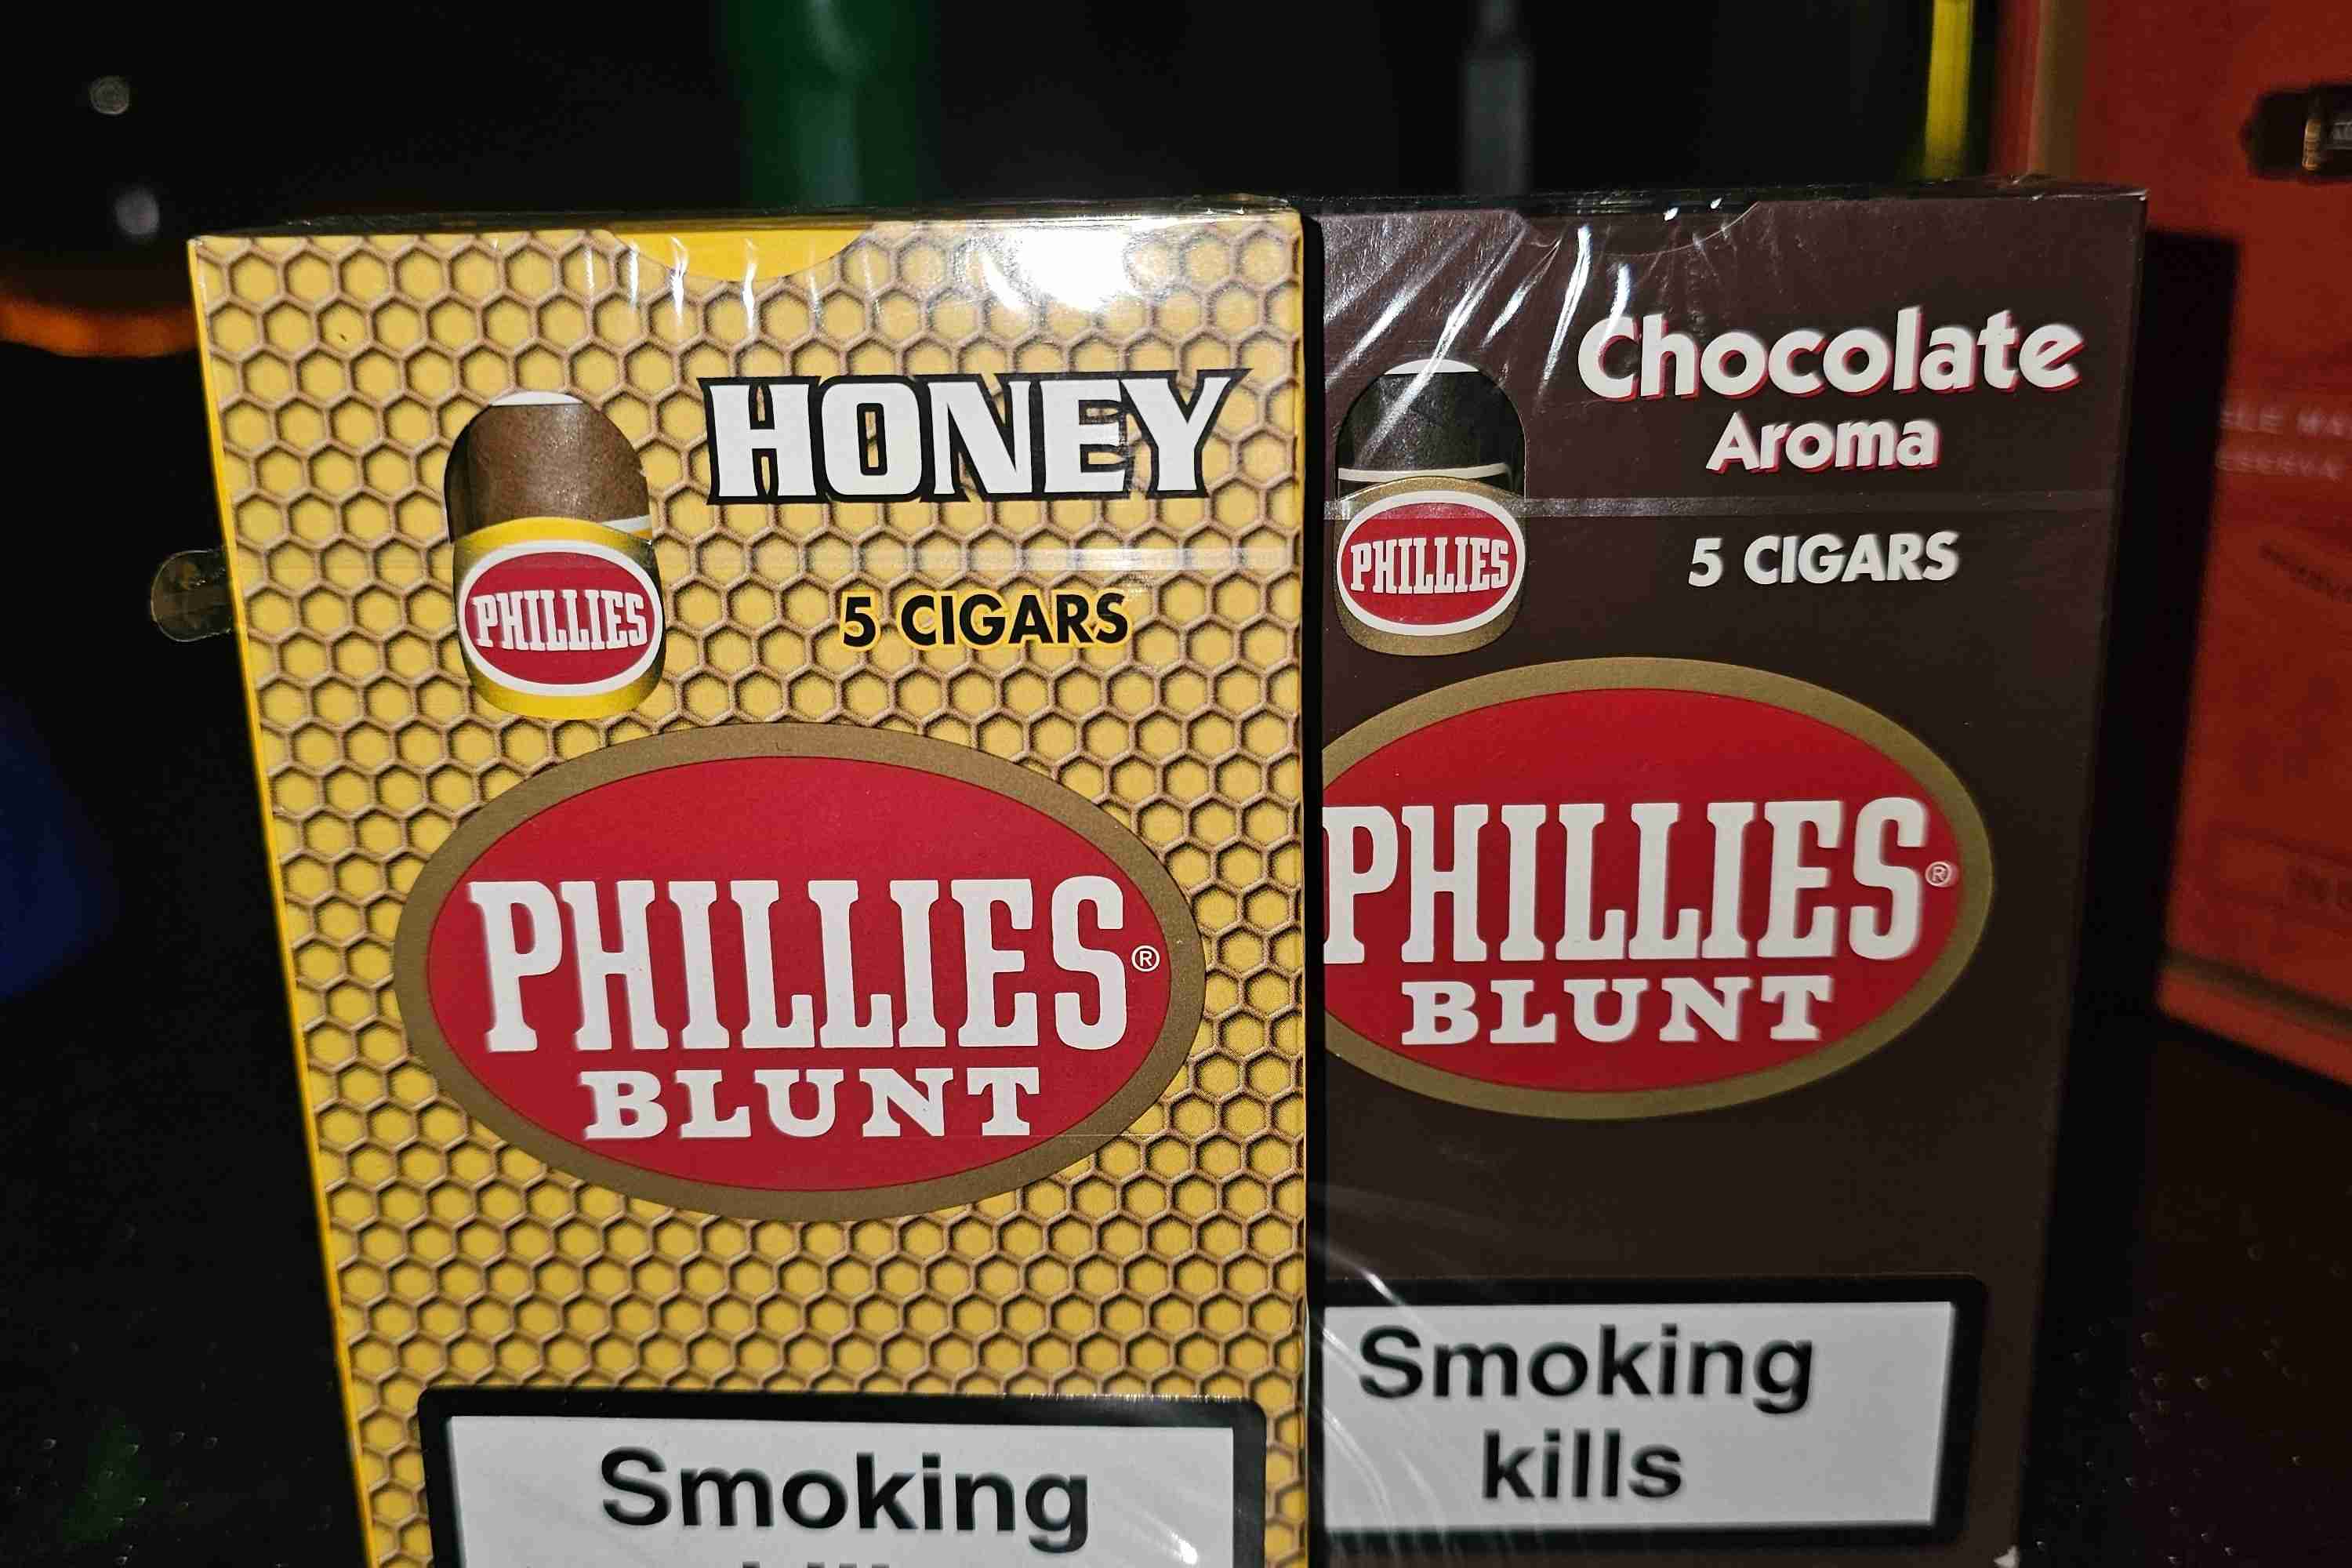 HONEY
PHILLIES
5 CIGARS
PHILLIES®
BLUNT
Smoking
Chocolate
Aroma
PHILLIES
5 CIGARS
PHILLIES®
BLUNT
Smoking
kills